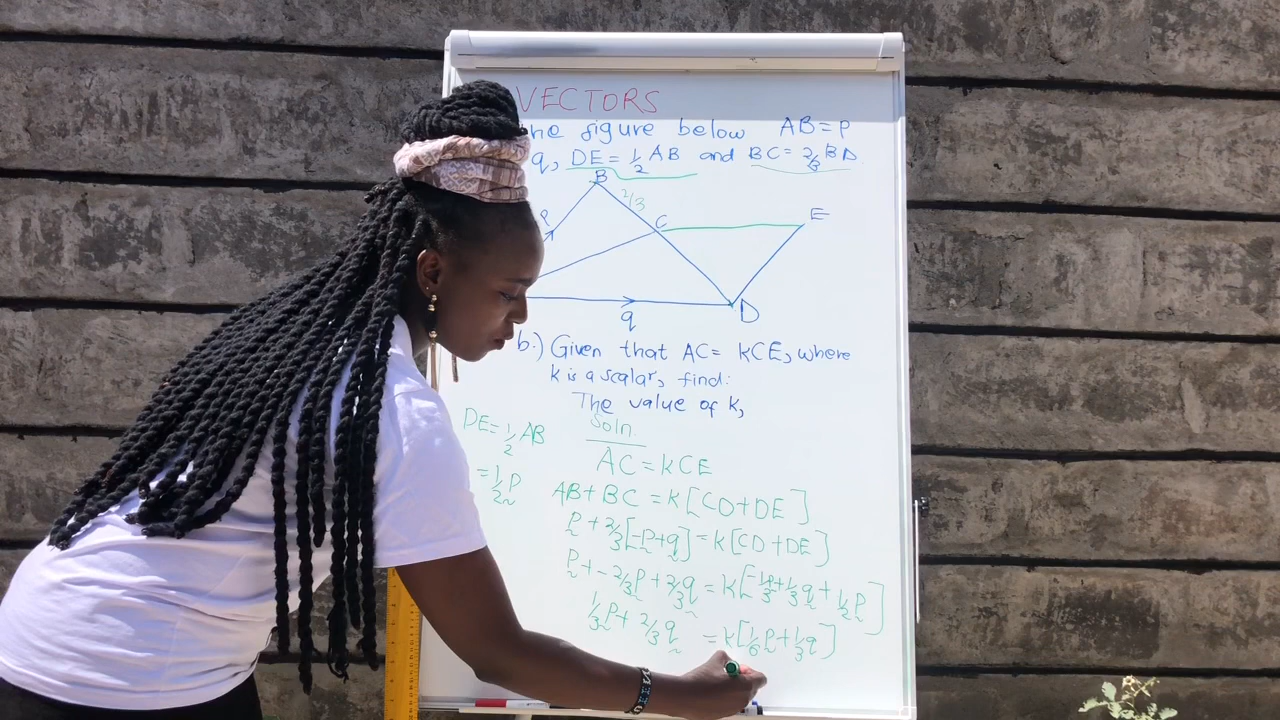 VECTORS
the figure below AB = P
q, DE = 1/2 AB and BC = 2/3 BD
B
2/3
P
C
E
q
D
b.) Given that AC = KCE, where
K is a scalar, find:
The value of K,
Soln.
DE = 1/2 AB
= 1/2 P
AC = KCE
AB + BC = K[CD + DE]
P + 2/3[-P + q] = K[CD + DE]
P + - 2/3 P + 2/3 q = K[-1/3 P + 1/3 q + 1/2 P]
1/3 P + 2/3 q = K[1/6 P + 1/3 q]